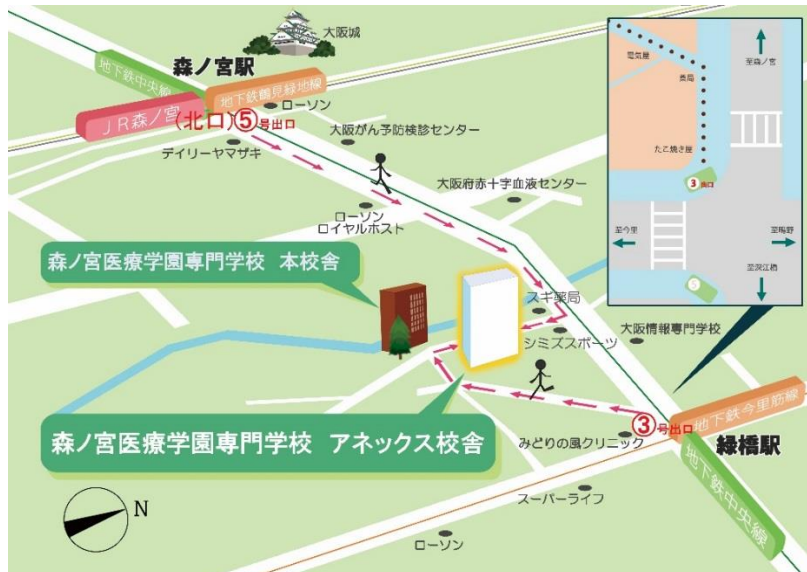 大阪城
森ノ宮駅
地下鉄中央線
地下鉄鶴見緑地線
ＪＲ森ノ宮
(北口)⑤号出口
ローソン
デイリーヤマザキ
大阪がん予防検診センター
大阪府赤十字血液センター
ローソン
ロイヤルホスト
森ノ宮医療学園専門学校 本校舎
スギ薬局
シミズスポーツ
大阪情報専門学校
森ノ宮医療学園専門学校 アネックス校舎
③号出口
地下鉄今里筋線
みどりの風クリニック
緑橋駅
地下鉄中央線
スーパーライフ
ローソン
N
電気屋
薬局
至森ノ宮
たこ焼き屋
③出口
至今里
至鴫野
至深江橋
⑤